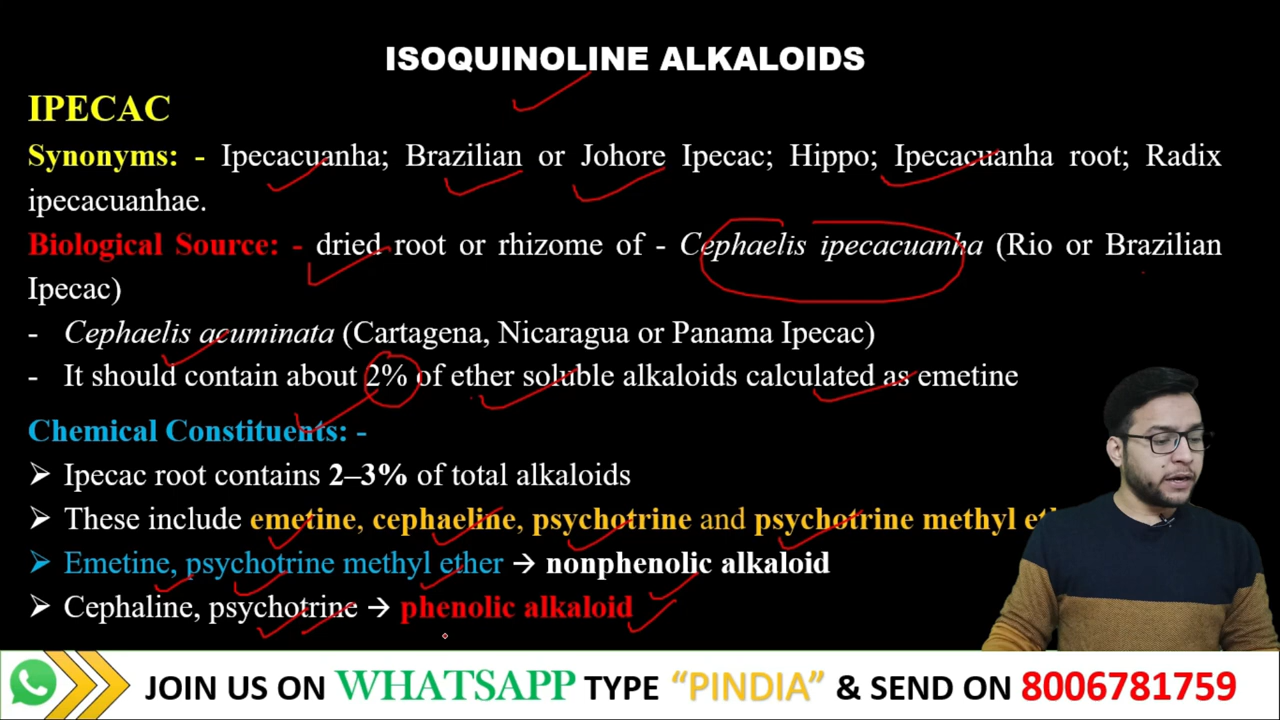 ISOQUINOLINE ALKALOIDS
IPECAC
Synonyms: - Ipecacuanha; Brazilian or Johore Ipecac; Hippo; Ipecacuanha root; Radix
ipecacuanhae.
Biological Source: - dried root or rhizome of - Cephaelis ipecacuanha (Rio or Brazilian
Ipecac)
- Cephaelis acuminata (Cartagena, Nicaragua or Panama Ipecac)
- It should contain about 2% of ether soluble alkaloids calculated as emetine
Chemical Constituents: -
➤ Ipecac root contains 2–3% of total alkaloids
➤ These include emetine, cephaeline, psychotrine and psychotrine methyl
➤ Emetine, psychotrine methyl ether → nonphenolic alkaloid
➤ Cephaline, psychotrine → phenolic alkaloid
JOIN US ON WHATSAPP TYPE “PINDIA” & SEND ON 8006781759